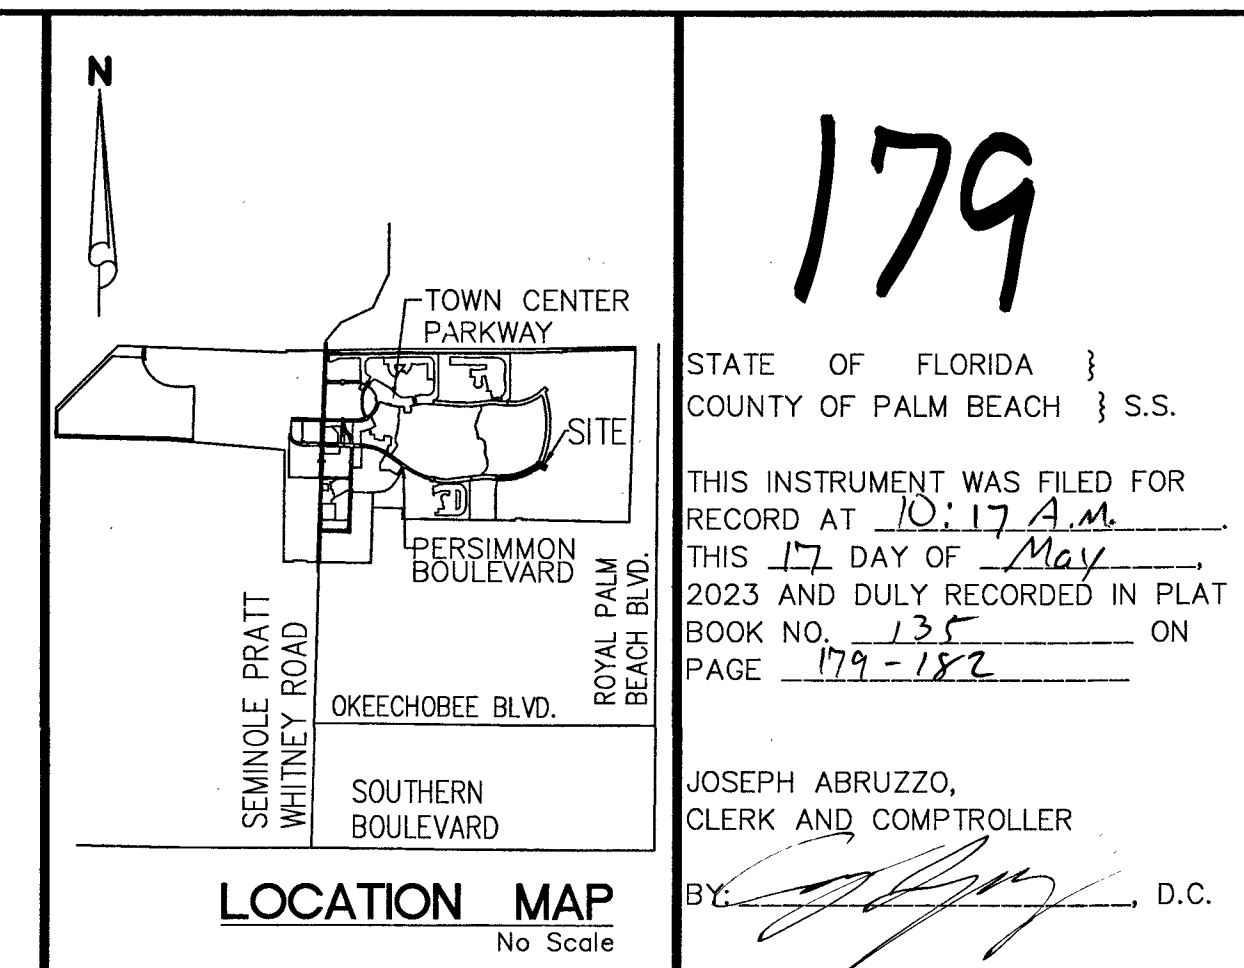 N
TOWN CENTER
PARKWAY
SITE
PERSIMMON
BOULEVARD
ROYAL PALM
BEACH BLVD.
SEMINOLE PRATT
WHITNEY ROAD
OKEECHOBEE BLVD.
SOUTHERN
BOULEVARD
LOCATION MAP
No Scale
179
STATE OF FLORIDA }
COUNTY OF PALM BEACH } S.S.
THIS INSTRUMENT WAS FILED FOR
RECORD AT 10:17 A.M.
THIS 17 DAY OF May,
2023 AND DULY RECORDED IN PLAT
BOOK NO. 135 ON
PAGE 179-182
JOSEPH ABRUZZO,
CLERK AND COMPTROLLER
BY: , D.C.